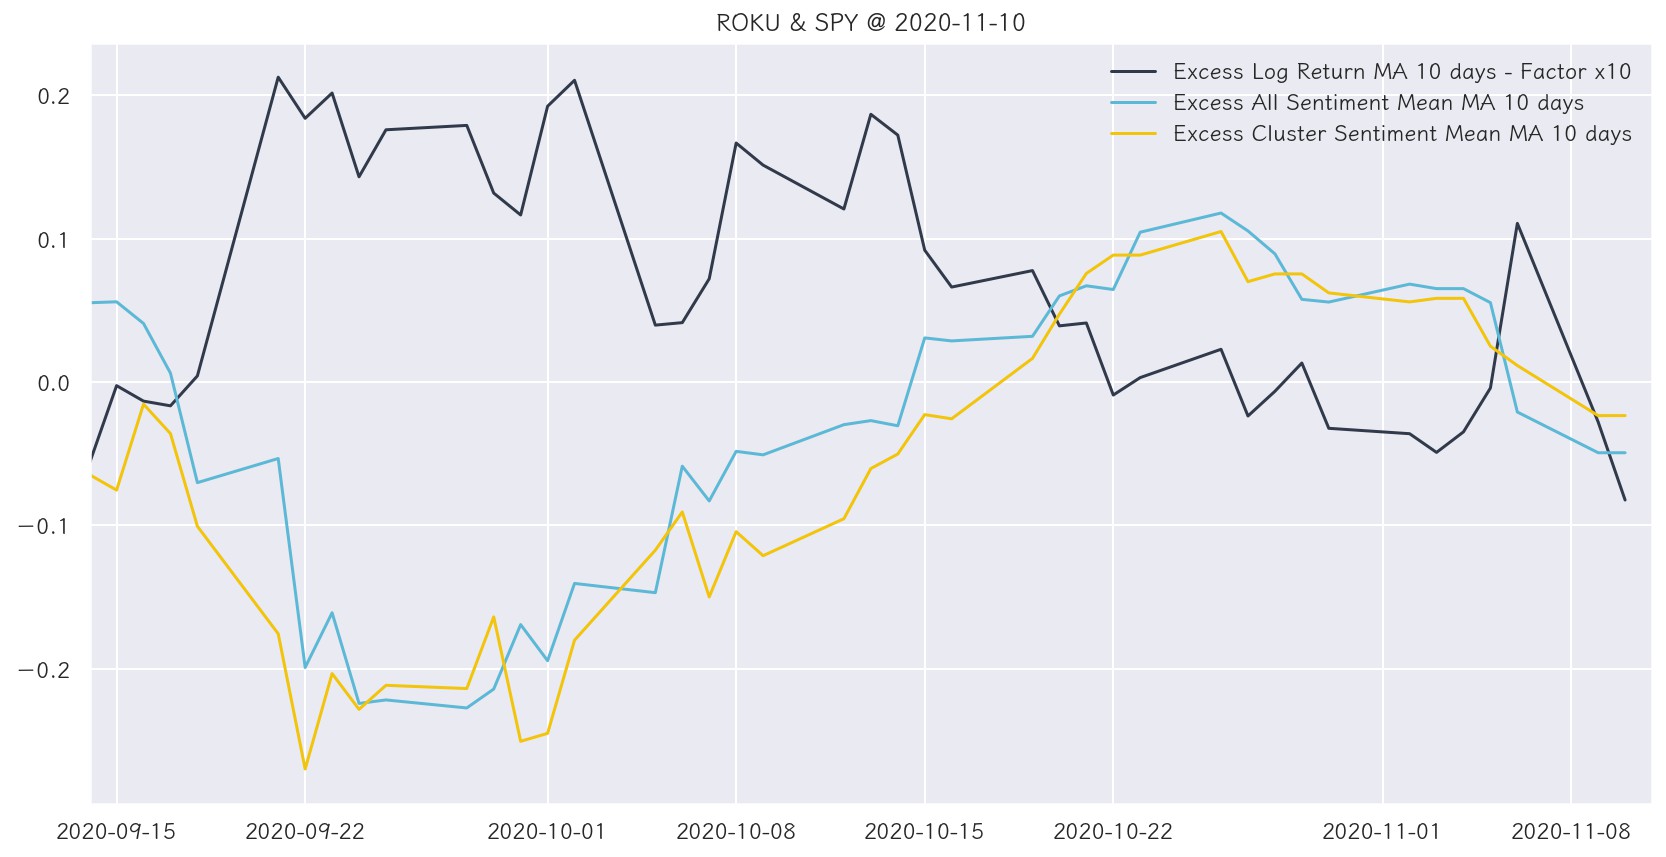 ROKU & SPY @ 2020-11-10
Excess Log Return MA 10 days - Factor x10
Excess All Sentiment Mean MA 10 days
Excess Cluster Sentiment Mean MA 10 days
0.2
0.1
0.0
−0.1
−0.2
2020-09-15 2020-09-22 2020-10-01 2020-10-08 2020-10-15 2020-10-22 2020-11-01 2020-11-08